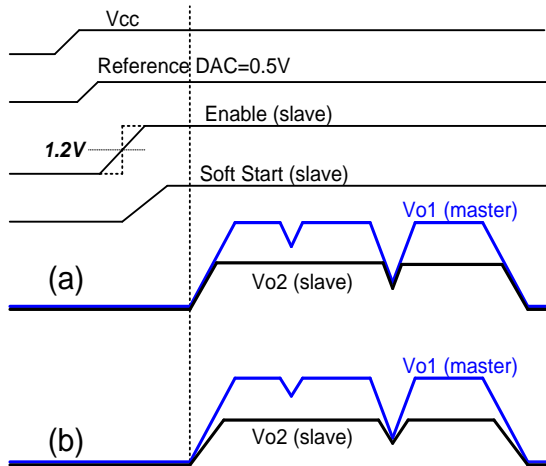 Vcc
Reference DAC=0.5V
Enable (slave)
1.2V
Soft Start (slave)
Vo1 (master)
(a)
Vo2 (slave)
Vo1 (master)
(b)
Vo2 (slave)